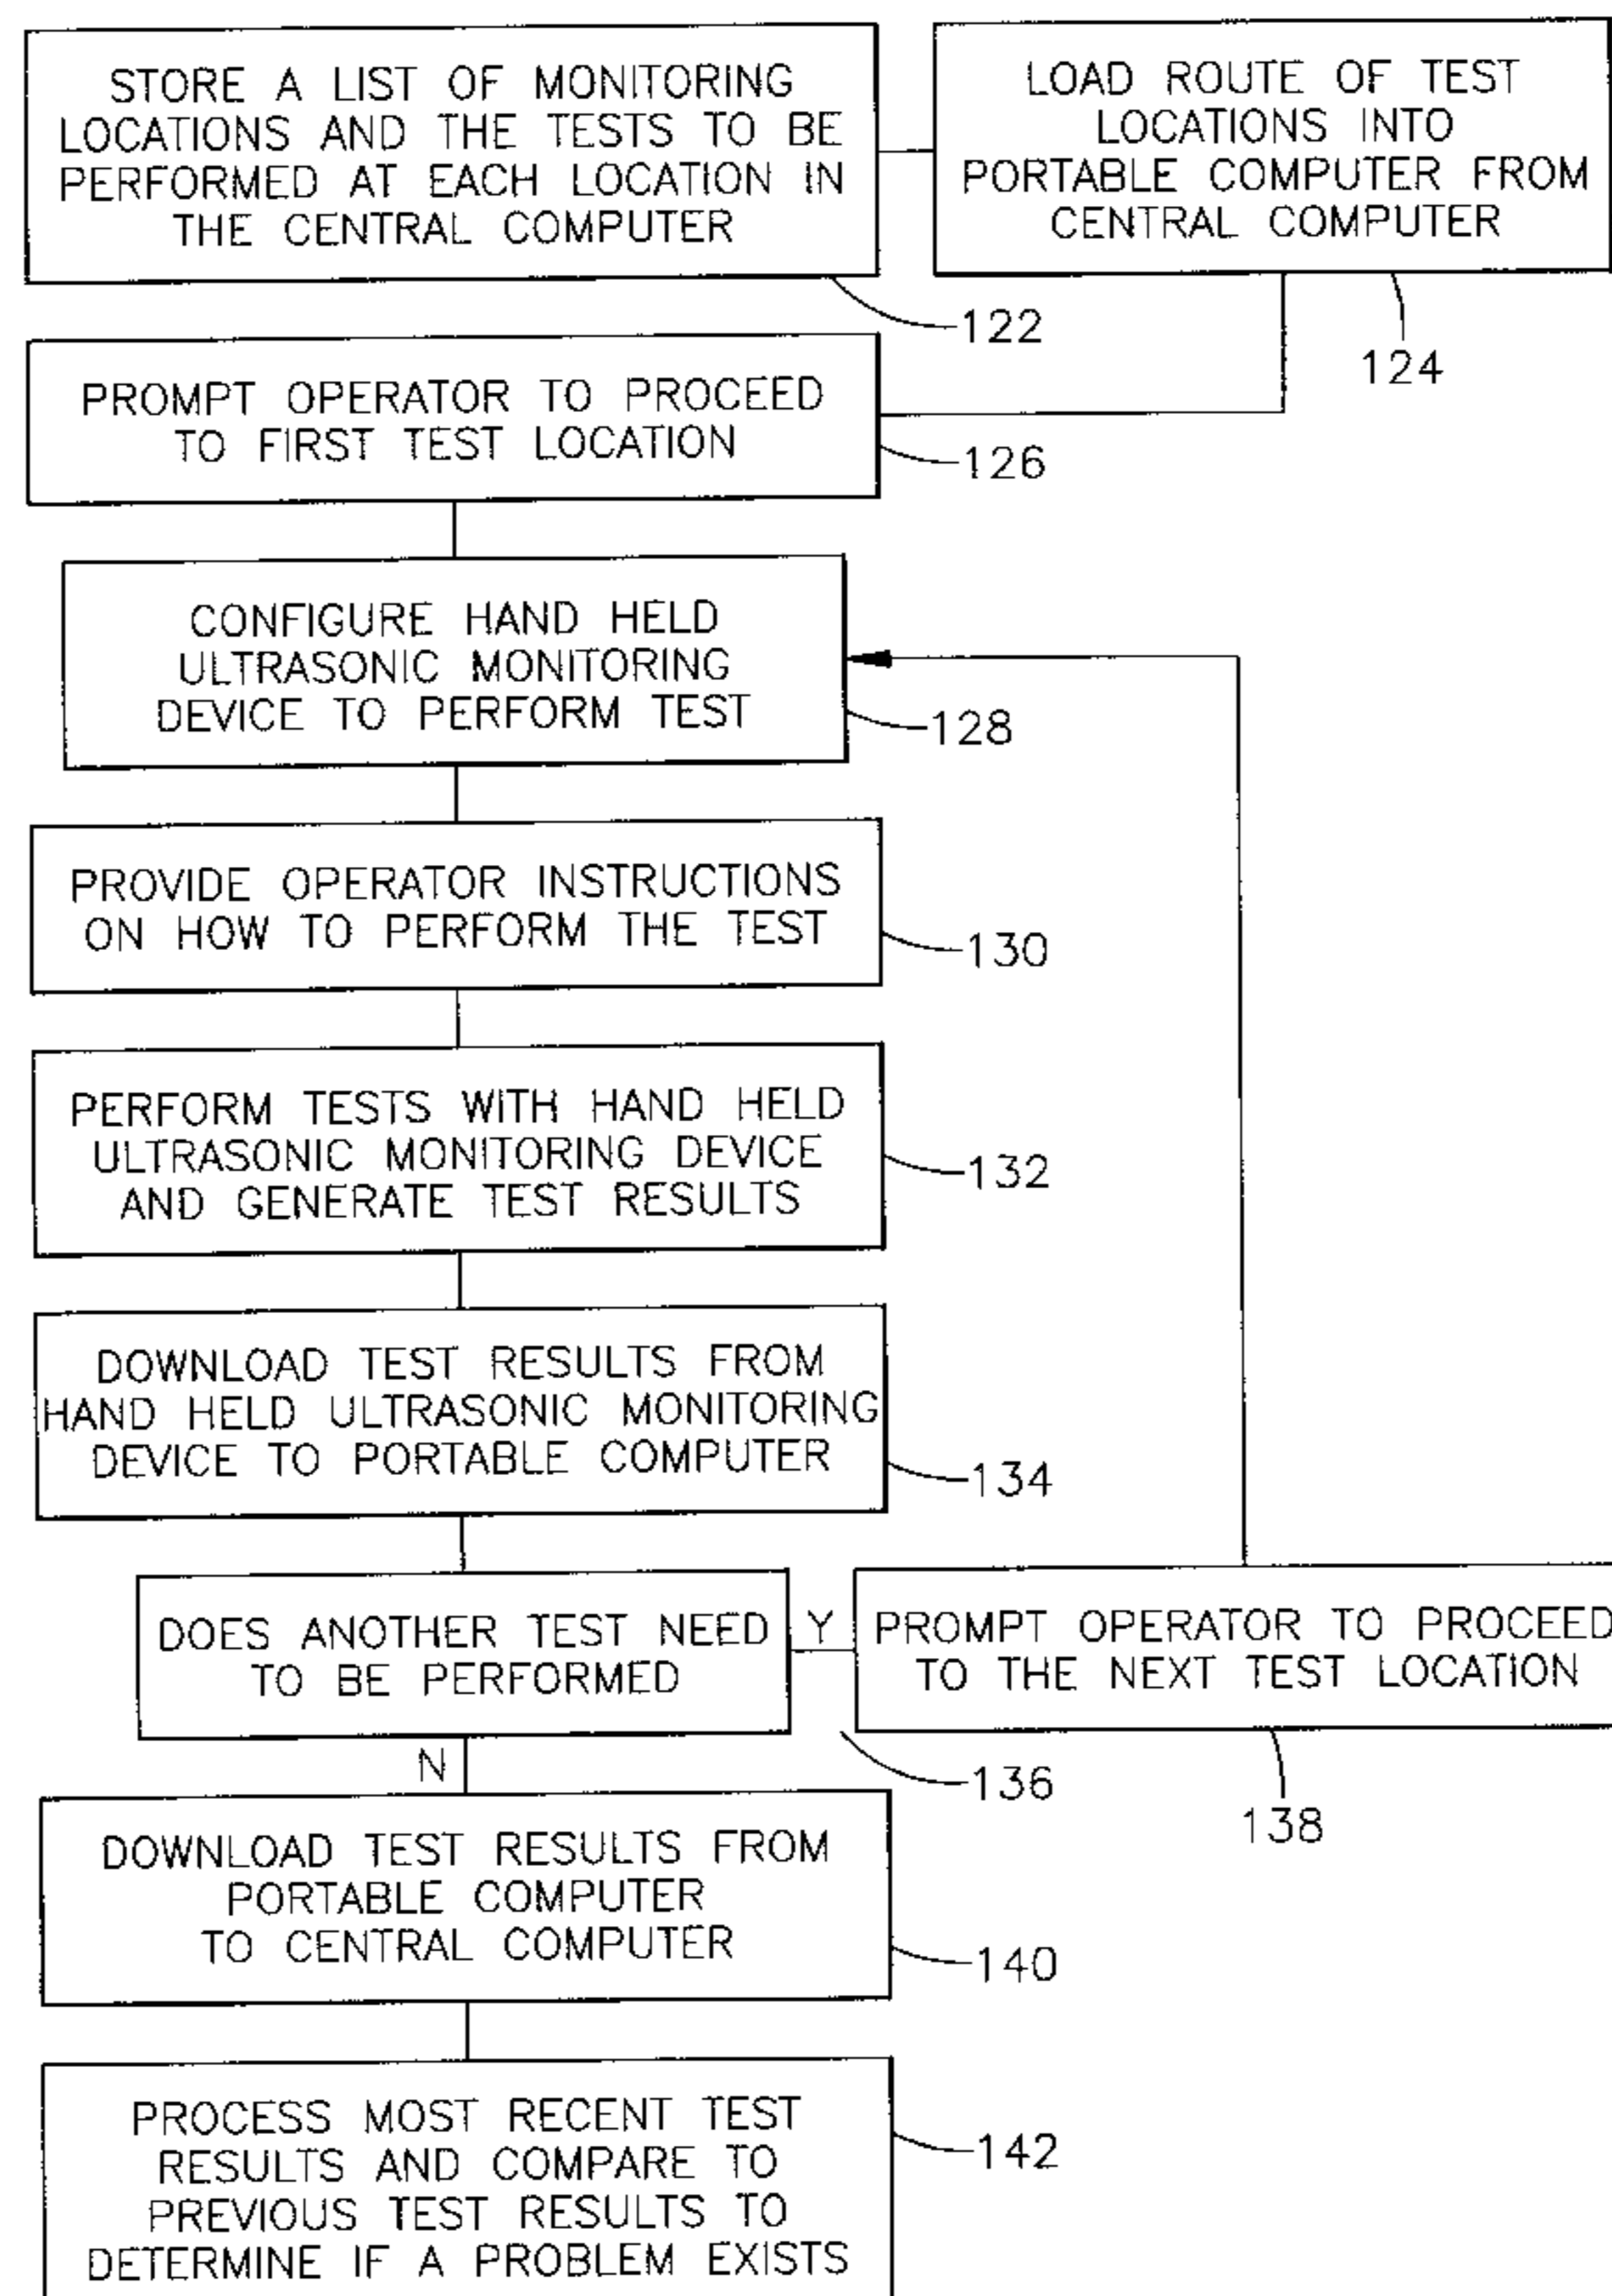 STORE A LIST OF MONITORING
LOCATIONS AND THE TESTS TO BE
PERFORMED AT EACH LOCATION IN
THE CENTRAL COMPUTER
122
LOAD ROUTE OF TEST
LOCATIONS INTO
PORTABLE COMPUTER FROM
CENTRAL COMPUTER
124
PROMPT OPERATOR TO PROCEED
TO FIRST TEST LOCATION
126
CONFIGURE HAND HELD
ULTRASONIC MONITORING
DEVICE TO PERFORM TEST
128
PROVIDE OPERATOR INSTRUCTIONS
ON HOW TO PERFORM THE TEST
130
PERFORM TESTS WITH HAND HELD
ULTRASONIC MONITORING DEVICE
AND GENERATE TEST RESULTS
132
DOWNLOAD TEST RESULTS FROM
HAND HELD ULTRASONIC MONITORING
DEVICE TO PORTABLE COMPUTER
134
DOES ANOTHER TEST NEED
TO BE PERFORMED
136
Y
PROMPT OPERATOR TO PROCEED
TO THE NEXT TEST LOCATION
138
N
DOWNLOAD TEST RESULTS FROM
PORTABLE COMPUTER
TO CENTRAL COMPUTER
140
PROCESS MOST RECENT TEST
RESULTS AND COMPARE TO
PREVIOUS TEST RESULTS TO
DETERMINE IF A PROBLEM EXISTS
142